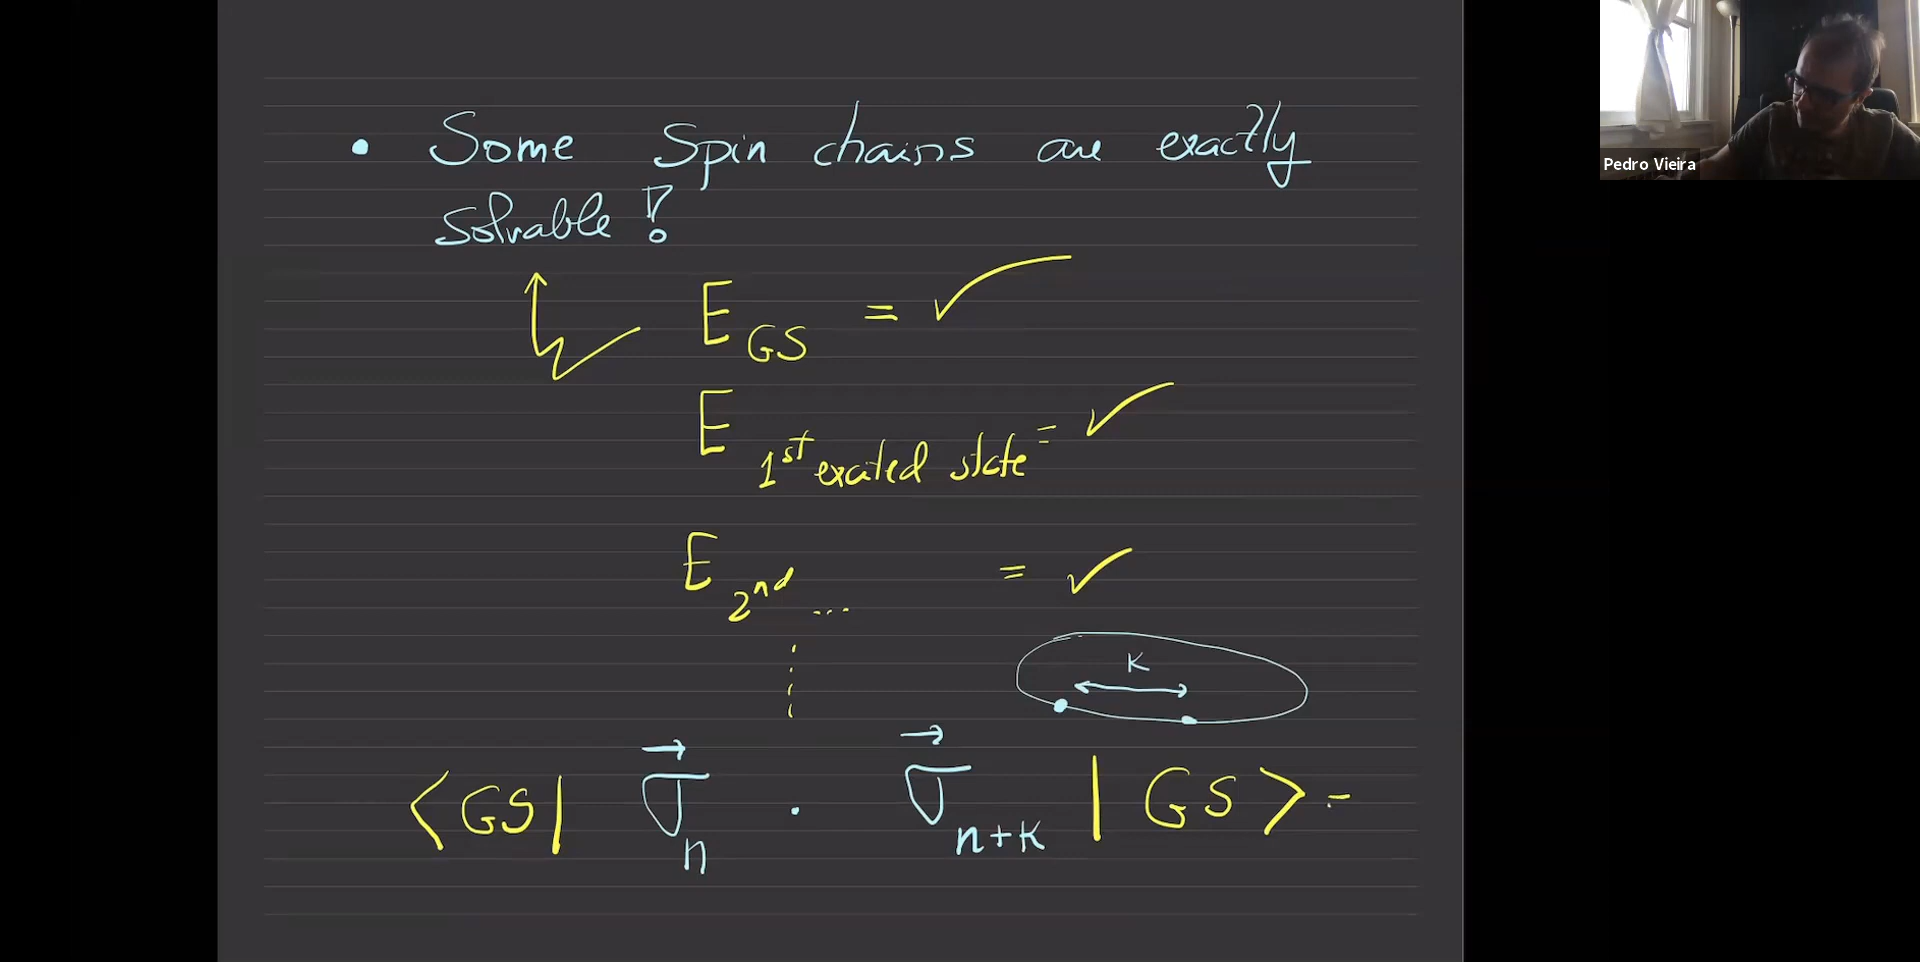 • Some Spin chains are exactly
solvable !
E GS = ✓
E 1st excited state = ✓
E 2nd ... = ✓
K
⟨GS| σ⃗ n · σ⃗ n+K | GS⟩ =
Pedro Vieira